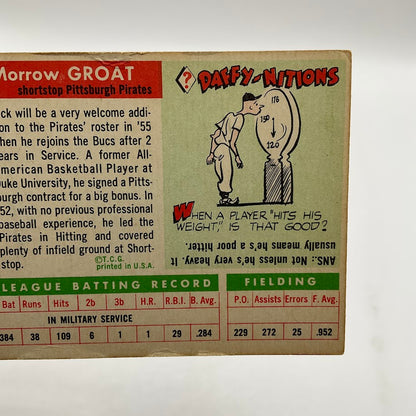 Morrow GROAT
shortstop Pittsburgh Pirates
ck will be a very welcome addi-
on to the Pirates' roster in '55
hen he rejoins the Bucs after 2
ears in Service. A former All-
merican Basketball Player at
uke University, he signed a Pitts-
urgh contract for a big bonus. In
52, with no previous professional
aseball experience, he led the
Pirates in Hitting and covered
plenty of infield ground at Short-
stop.
©T.C.G.
printed in U.S.A.
? DAFFY-NITIONS
176
150
120
WHEN A PLAYER "HITS HIS
WEIGHT," IS THAT GOOD?
ANS.: Not unless he's very heavy. It
usually means he's a poor hitter.
LEAGUE BATTING RECORD
Bat Runs Hits 2b 3b H.R. R.B.I. B. Avg.
IN MILITARY SERVICE
384 38 109 6 1 1 29 .284
FIELDING
P.O. Assists Errors F. Avg.
229 272 25 .952